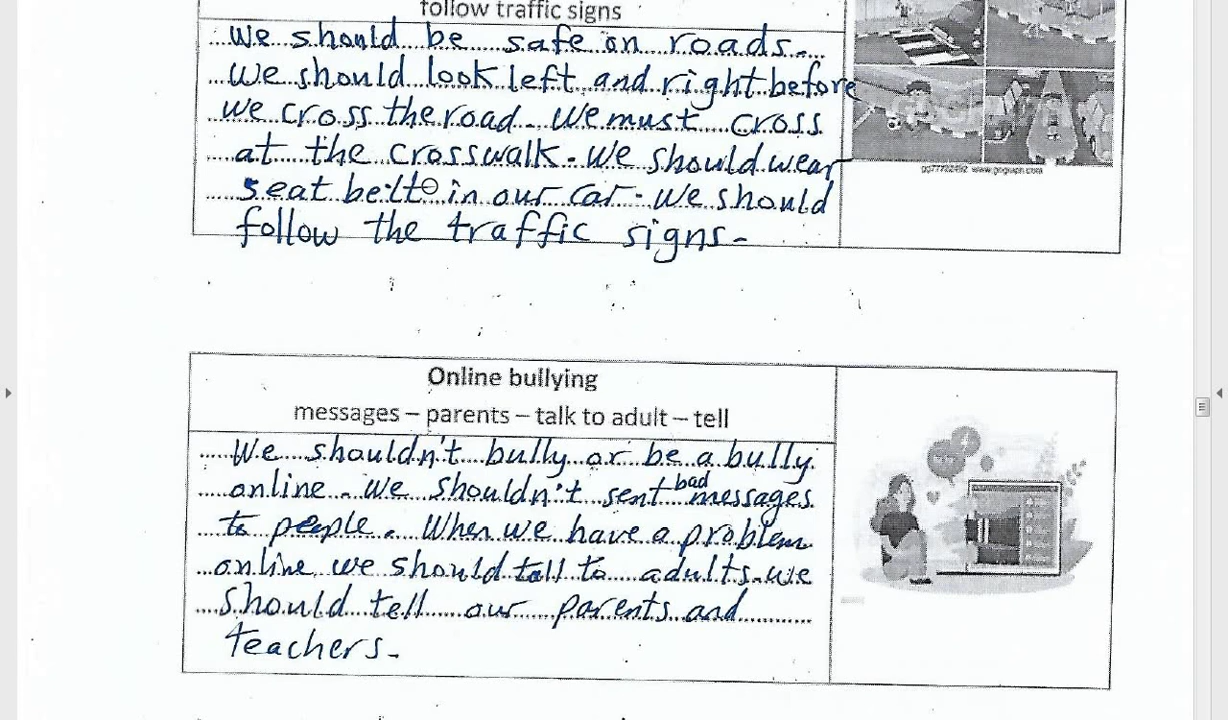 follow traffic signs
We should be safe on roads.
We should look left and right before
we cross the road. We must cross
at the crosswalk. We should wear
seat belt in our car. We should
follow the traffic signs.
Online bullying
messages – parents – talk to adult – tell
We shouldn't bully or be a bully
online. We shouldn't sent bad messages
to people. When we have a problem
online we should tell to adults. we
should tell our parents and
teachers.